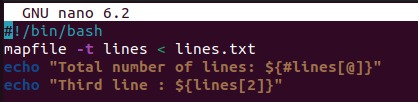 GNU nano 6.2
#!/bin/bash
mapfile -t lines < lines.txt
echo "Total number of lines: ${#lines[@]}"
echo "Third line : ${lines[2]}"